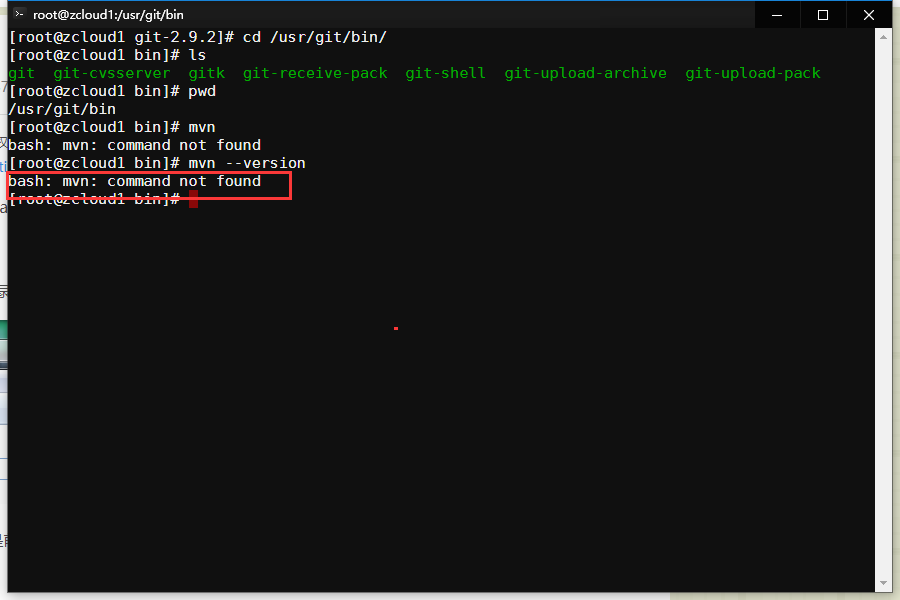 root@zcloud1:/usr/git/bin
[root@zcloud1 git-2.9.2]# cd /usr/git/bin/
[root@zcloud1 bin]# ls
git git-cvsserver gitk git-receive-pack git-shell git-upload-archive git-upload-pack
[root@zcloud1 bin]# pwd
/usr/git/bin
[root@zcloud1 bin]# mvn
bash: mvn: command not found
[root@zcloud1 bin]# mvn --version
bash: mvn: command not found
[root@zcloud1 bin]#